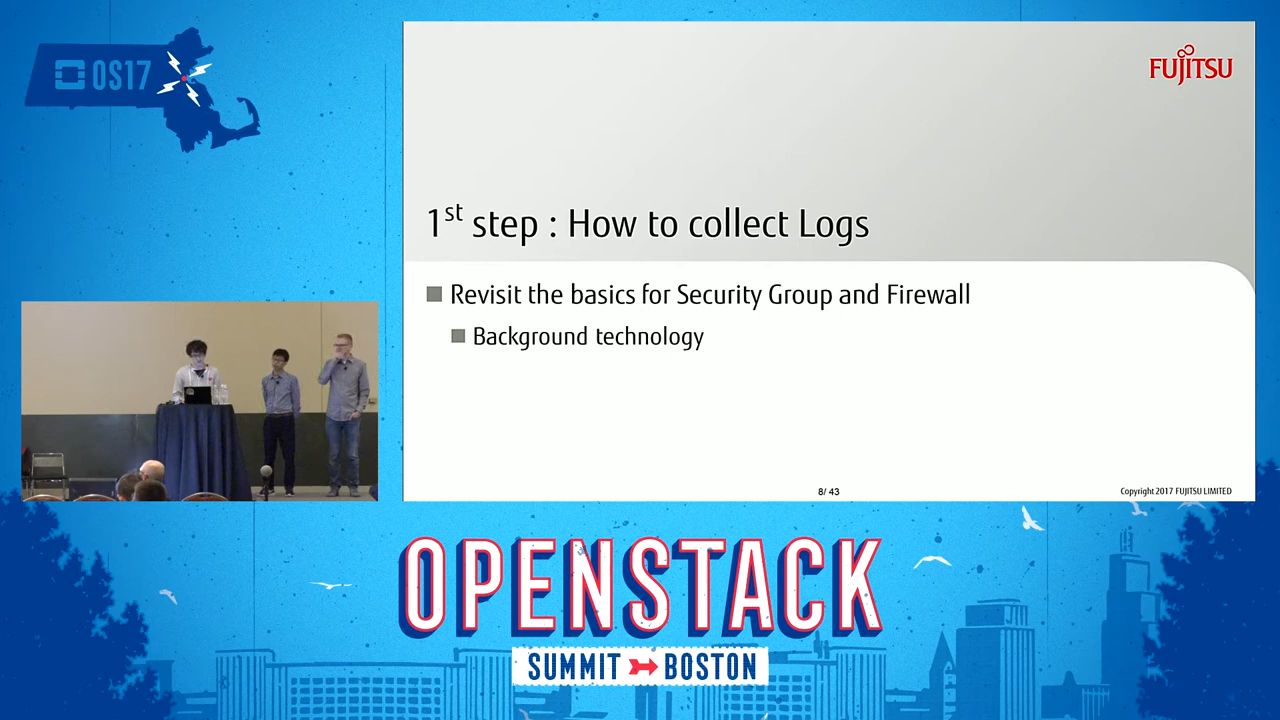 OS17
FUJITSU
1st step : How to collect Logs
Revisit the basics for Security Group and Firewall
Background technology
8/ 43
Copyright 2017 FUJITSU LIMITED
OPENSTACK
SUMMIT BOSTON